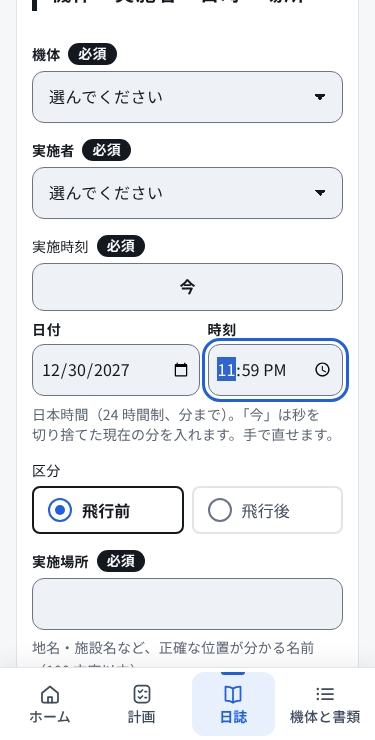 機体 必須
選んでください
実施者 必須
選んでください
実施時刻 必須
今
日付 時刻
12/30/2027 11:59 PM
日本時間（24 時間制、分まで）。「今」は秒を
切り捨てた現在の分を入れます。手で直せます。
区分
飛行前 飛行後
実施場所 必須
地名・施設名など、正確な位置が分かる名前
ホーム 計画 日誌 機体と書類